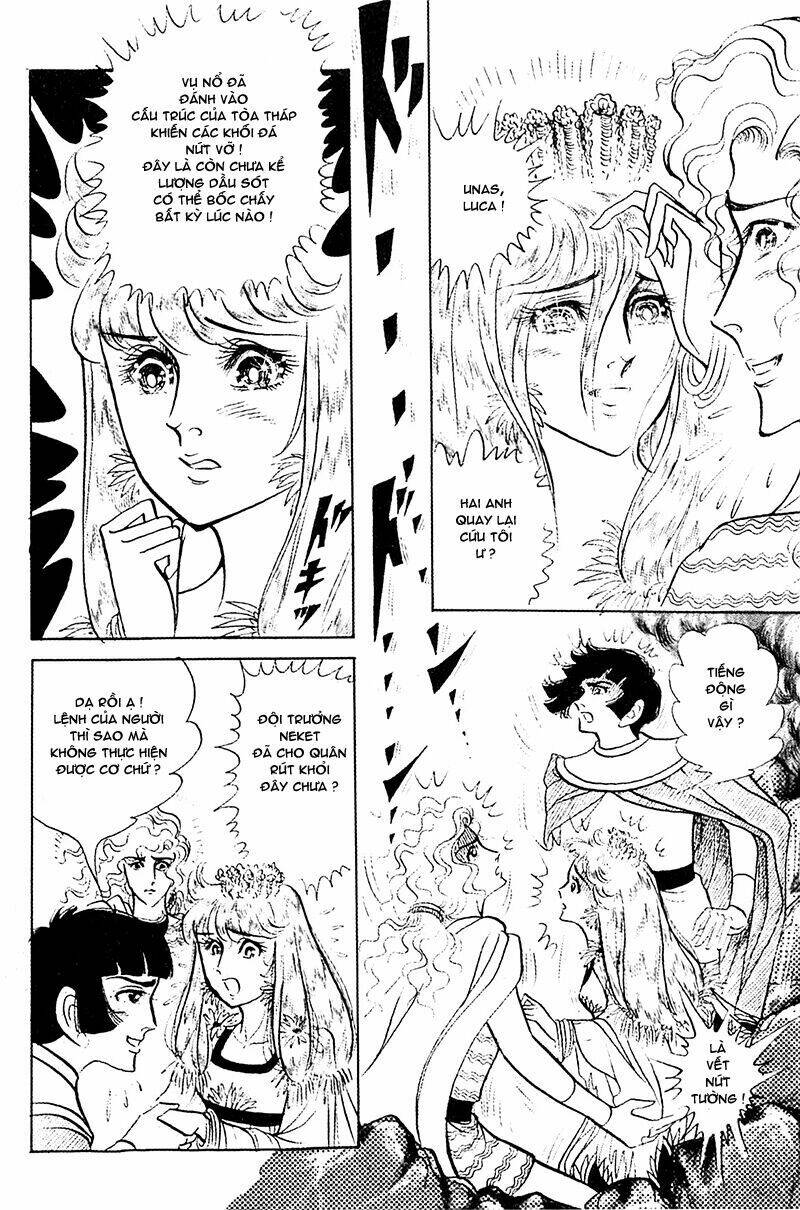 UNAS,
LUCA !
HAI ANH
QUAY LẠI
CỨU TÔI
Ư ?
TIẾNG
ĐỘNG
GÌ
VẬY ?
LÀ
VẾT
NỨT
TƯỜNG !
VỤ NỔ ĐÃ
ĐÁNH VÀO
CẤU TRÚC CỦA TÒA THÁP
KHIẾN CÁC KHỐI ĐÁ
NỨT VỠ !
ĐÂY LÀ CÒN CHƯA KỂ
LƯỢNG DẦU SÓT
CÓ THỂ BỐC CHÁY
BẤT KỲ LÚC NÀO !
ドキッ
ĐỘI TRƯỞNG
NEKET
ĐÃ CHO QUÂN
RÚT KHỎI
ĐÂY CHƯA ?
DẠ RỒI Ạ !
LỆNH CỦA NGƯỜI
THÌ SAO MÀ
KHÔNG THỰC HIỆN
ĐƯỢC CƠ CHỨ ?